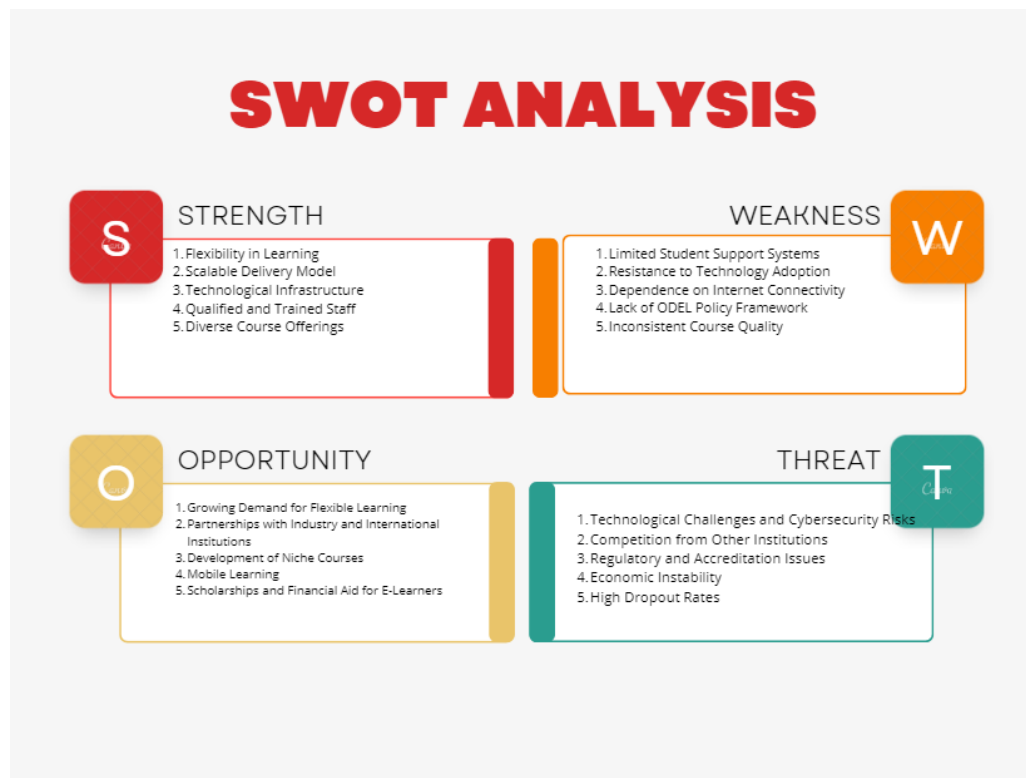 SWOT ANALYSIS
S
STRENGTH
1. Flexibility in Learning
2. Scalable Delivery Model
3. Technological Infrastructure
4. Qualified and Trained Staff
5. Diverse Course Offerings
WEAKNESS
W
1. Limited Student Support Systems
2. Resistance to Technology Adoption
3. Dependence on Internet Connectivity
4. Lack of ODEL Policy Framework
5. Inconsistent Course Quality
O
OPPORTUNITY
1. Growing Demand for Flexible Learning
2. Partnerships with Industry and International
Institutions
3. Development of Niche Courses
4. Mobile Learning
5. Scholarships and Financial Aid for E-Learners
THREAT
T
Canva
1. Technological Challenges and Cybersecurity Risks
2. Competition from Other Institutions
3. Regulatory and Accreditation Issues
4. Economic Instability
5. High Dropout Rates